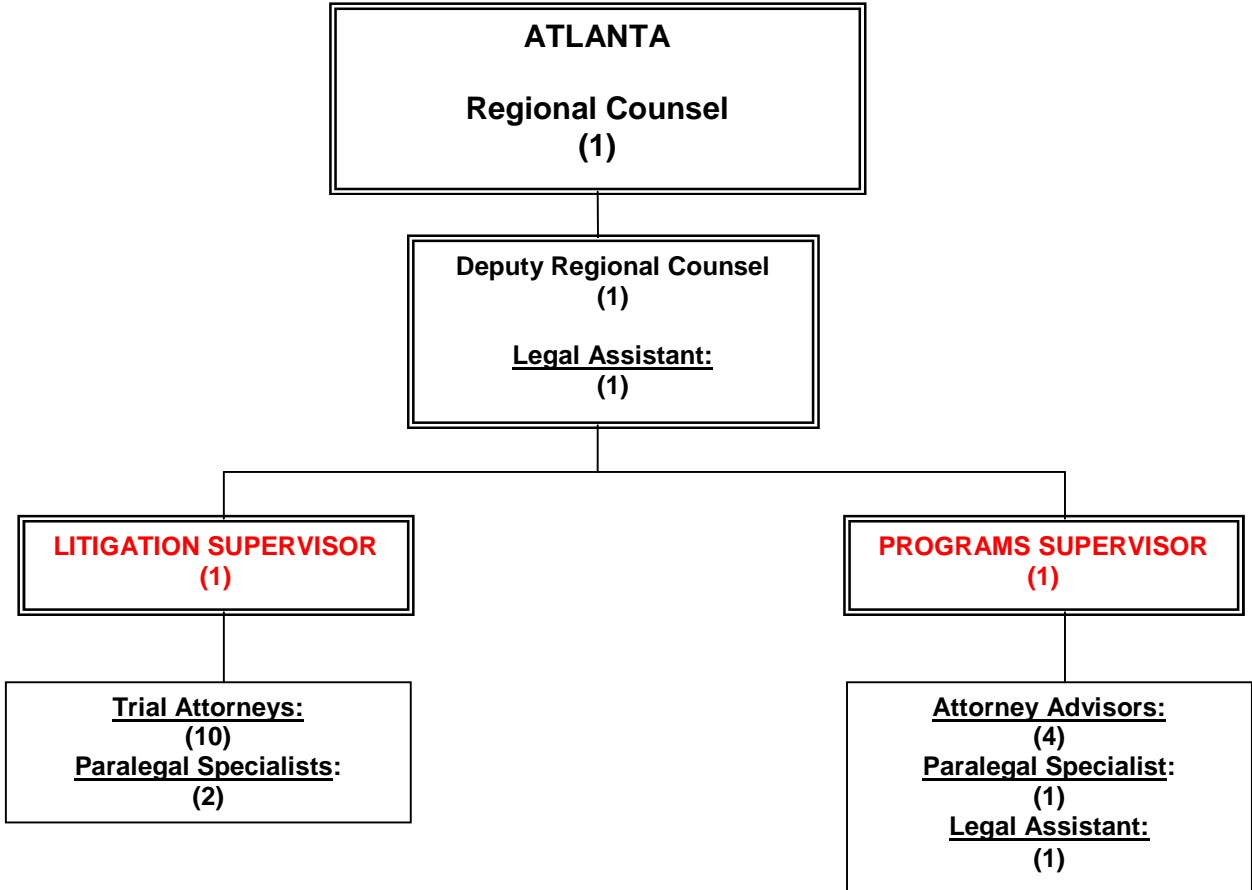 ATLANTA
Regional Counsel
(1)
Deputy Regional Counsel
(1)
Legal Assistant:
(1)
LITIGATION SUPERVISOR
(1)
PROGRAMS SUPERVISOR
(1)
Trial Attorneys:
(10)
Paralegal Specialists:
(2)
Attorney Advisors:
(4)
Paralegal Specialist:
(1)
Legal Assistant:
(1)